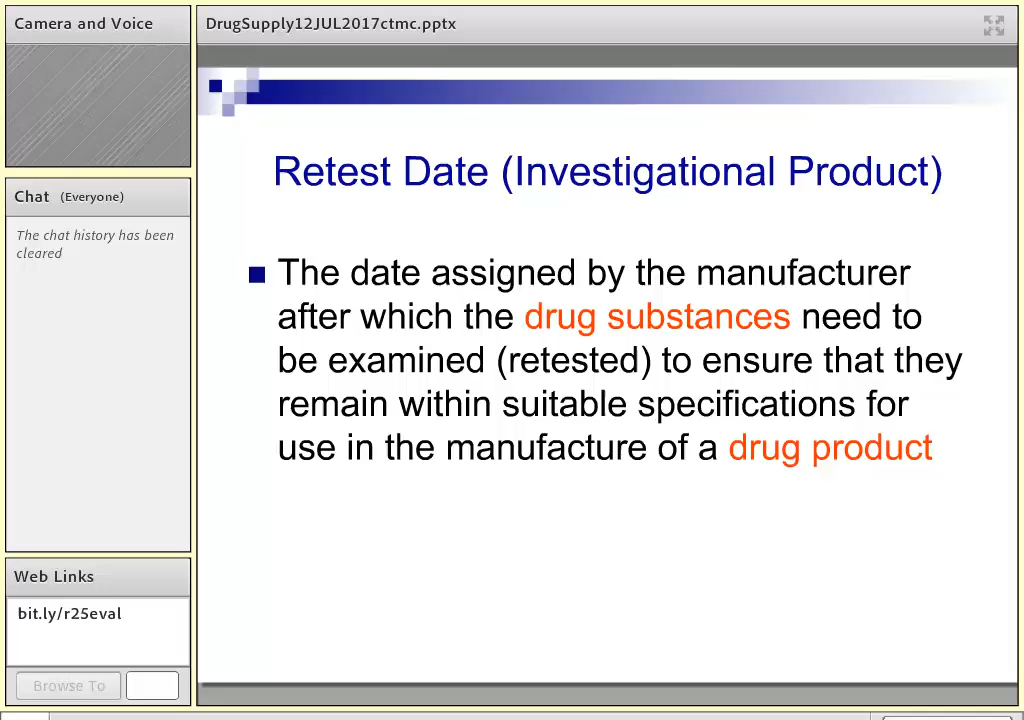 Camera and Voice
DrugSupply12JUL2017ctmc.pptx
Chat (Everyone)
The chat history has been
cleared
Retest Date (Investigational Product)
The date assigned by the manufacturer
after which the drug substances need to
be examined (retested) to ensure that they
remain within suitable specifications for
use in the manufacture of a drug product
Web Links
bit.ly/r25eval
Browse To